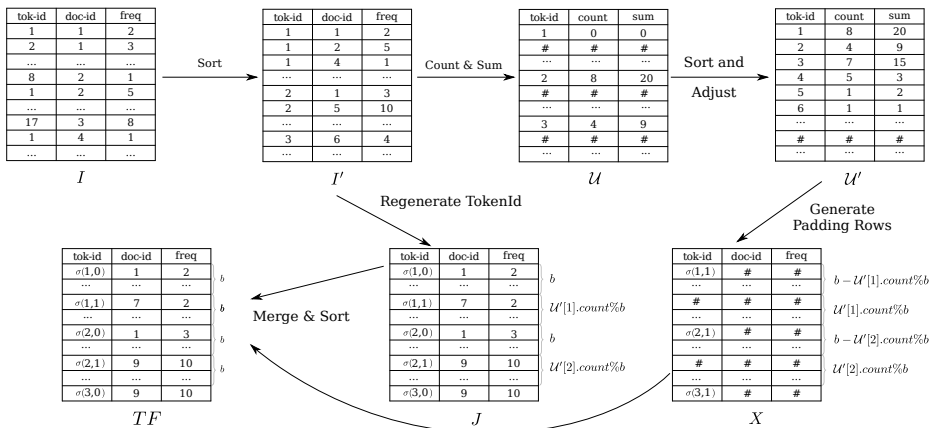 tok-id doc-id freq
1 1 2
2 1 3
... ... ...
8 2 1
1 2 5
... ... ...
17 3 8
1 4 1
... ... ...
I
Sort
tok-id doc-id freq
1 1 2
1 2 5
1 4 1
... ... ...
2 1 3
2 5 10
... ... ...
3 6 4
... ... ...
I′
Count & Sum
tok-id count sum
1 0 0
# # #
... ... ...
2 8 20
# # #
... ... ...
3 4 9
# # #
... ... ...
𝒰
Sort and
Adjust
tok-id count sum
1 8 20
2 4 9
3 7 15
4 5 3
5 1 2
6 1 1
... ... ...
# # #
... ... ...
𝒰′
Regenerate TokenId
Generate
Padding Rows
tok-id doc-id freq
σ(1,0) 1 2
... ... ...
σ(1,1) 7 2
... ... ...
σ(2,0) 1 3
... ... ...
σ(2,1) 9 10
... ... ...
σ(3,0) 9 10
b
b
b
b
TF
Merge & Sort
tok-id doc-id freq
σ(1,0) 1 2
... ... ...
σ(1,1) 7 2
... ... ...
σ(2,0) 1 3
... ... ...
σ(2,1) 9 10
... ... ...
σ(3,0) 9 10
b
𝒰′[1].count%b
b
𝒰′[2].count%b
J
tok-id doc-id freq
σ(1,1) # #
... ... ...
# # #
... ... ...
σ(2,1) # #
... ... ...
# # #
... ... ...
σ(3,1) # #
b − 𝒰′[1].count%b
𝒰′[1].count%b
b − 𝒰′[2].count%b
𝒰′[2].count%b
X